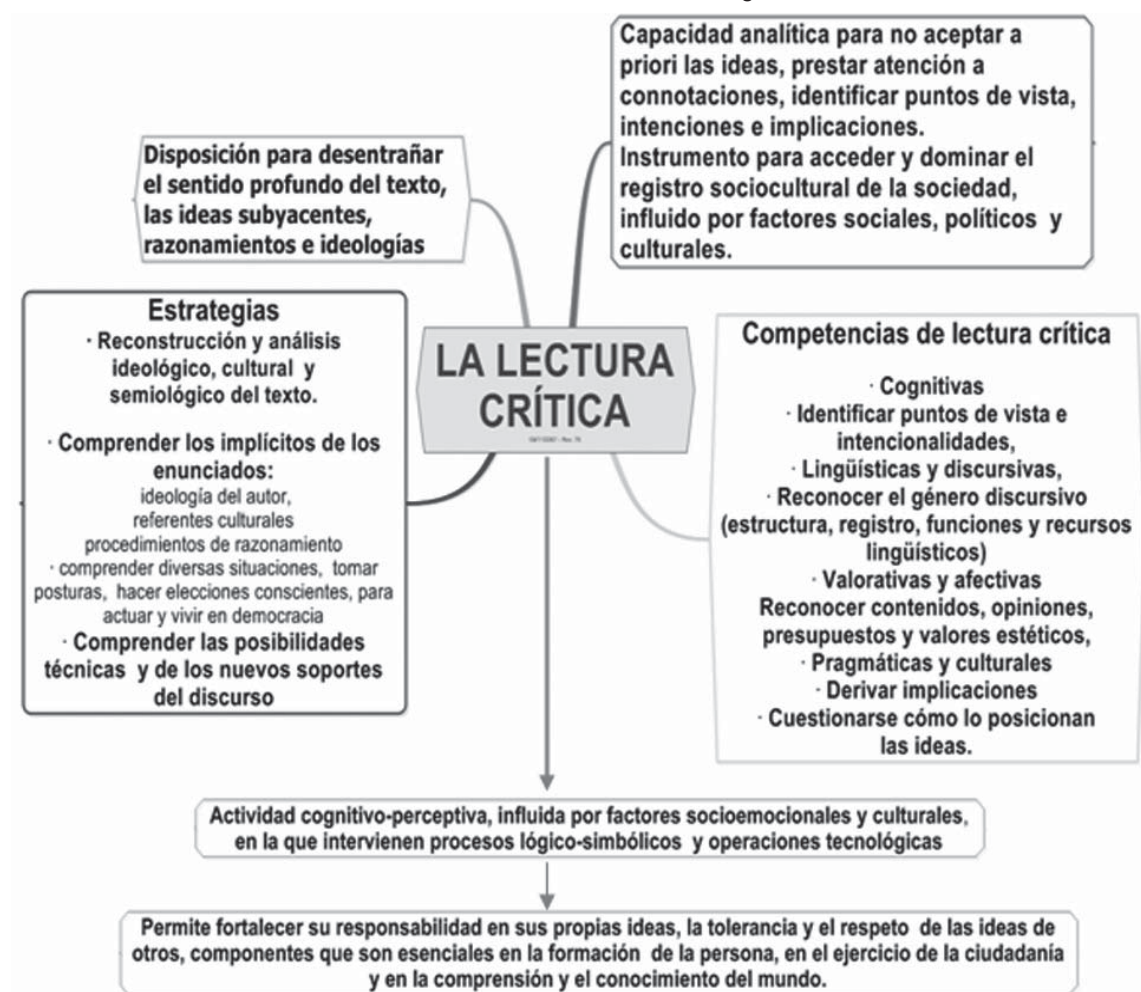 Capacidad analítica para no aceptar a
priori las ideas, prestar atención a
connotaciones, identificar puntos de vista,
intenciones e implicaciones.
Instrumento para acceder y dominar el
registro sociocultural de la sociedad,
influido por factores sociales, políticos y
culturales.
Disposición para desentrañar
el sentido profundo del texto,
las ideas subyacentes,
razonamientos e ideologías
LA LECTURA
CRÍTICA
Estrategias
· Reconstrucción y análisis
ideológico, cultural y
semiológico del texto.
· Comprender los implícitos de los
enunciados:
ideología del autor,
referentes culturales
procedimientos de razonamiento
· comprender diversas situaciones, tomar
posturas, hacer elecciones conscientes, para
actuar y vivir en democracia
· Comprender las posibilidades
técnicas y de los nuevos soportes
del discurso
Competencias de lectura crítica
· Cognitivas
· Identificar puntos de vista e
intencionalidades,
· Lingüísticas y discursivas,
· Reconocer el género discursivo
(estructura, registro, funciones y recursos
lingüísticos)
· Valorativas y afectivas
Reconocer contenidos, opiniones,
presupuestos y valores estéticos,
· Pragmáticas y culturales
· Derivar implicaciones
· Cuestionarse cómo lo posicionan
las ideas.
Actividad cognitivo-perceptiva, influida por factores socioemocionales y culturales,
en la que intervienen procesos lógico-simbólicos y operaciones tecnológicas
Permite fortalecer su responsabilidad en sus propias ideas, la tolerancia y el respeto de las ideas de
otros, componentes que son esenciales en la formación de la persona, en el ejercicio de la ciudadanía
y en la comprensión y el conocimiento del mundo.